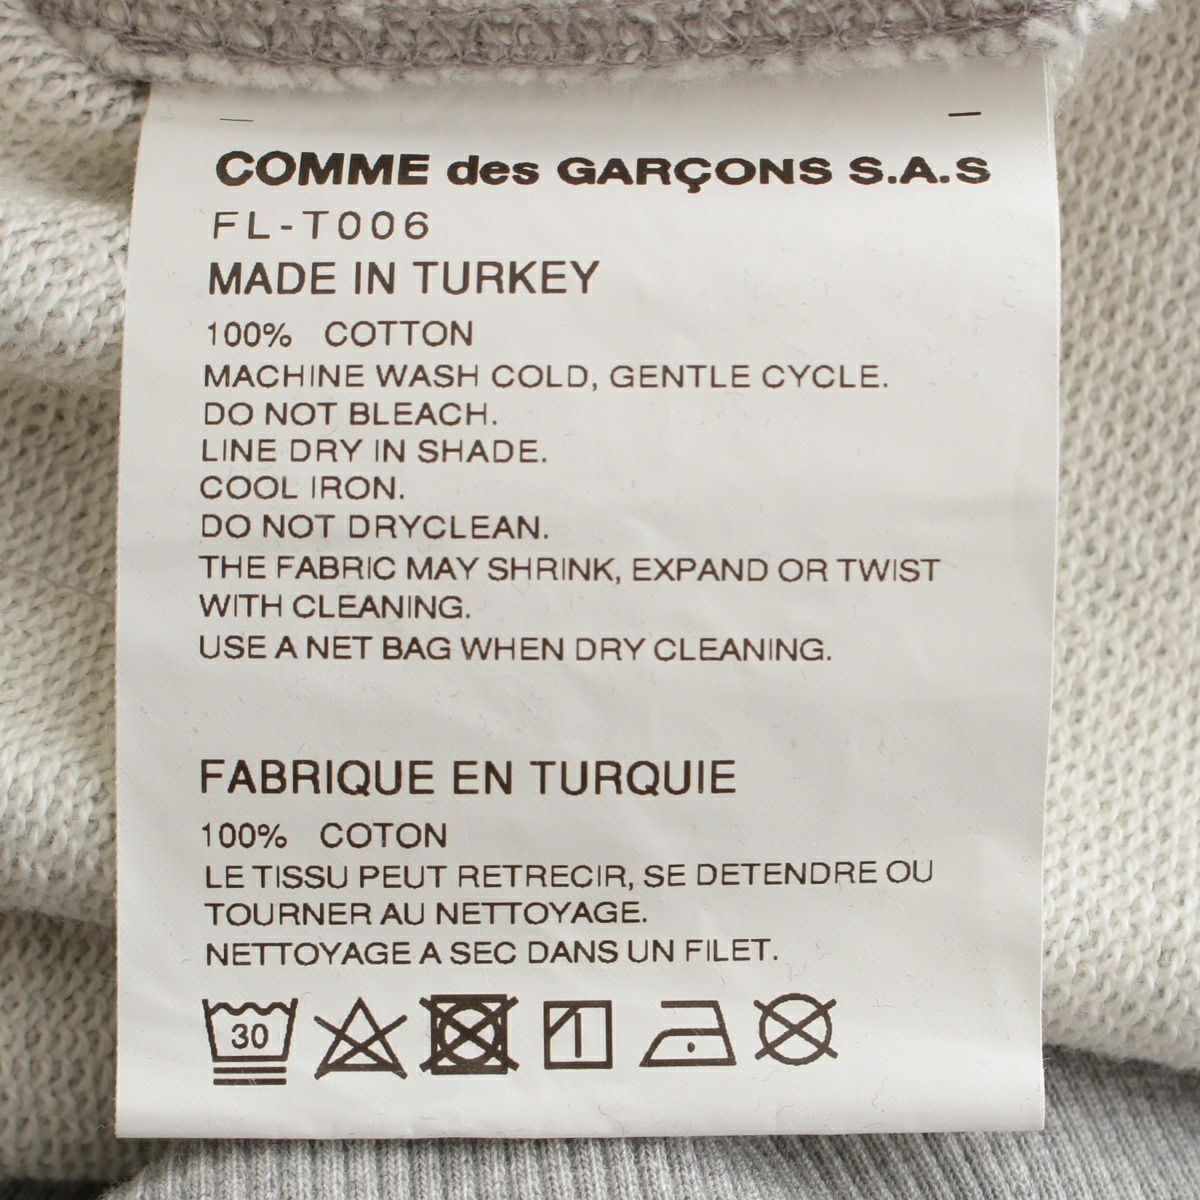 COMME des GARÇONS S.A.S
FL-T006
MADE IN TURKEY
100% COTTON
MACHINE WASH COLD, GENTLE CYCLE.
DO NOT BLEACH.
LINE DRY IN SHADE.
COOL IRON.
DO NOT DRYCLEAN.
THE FABRIC MAY SHRINK, EXPAND OR TWIST
WITH CLEANING.
USE A NET BAG WHEN DRY CLEANING.
FABRIQUE EN TURQUIE
100% COTON
LE TISSU PEUT RETRECIR, SE DETENDRE OU
TOURNER AU NETTOYAGE.
NETTOYAGE A SEC DANS UN FILET.
30